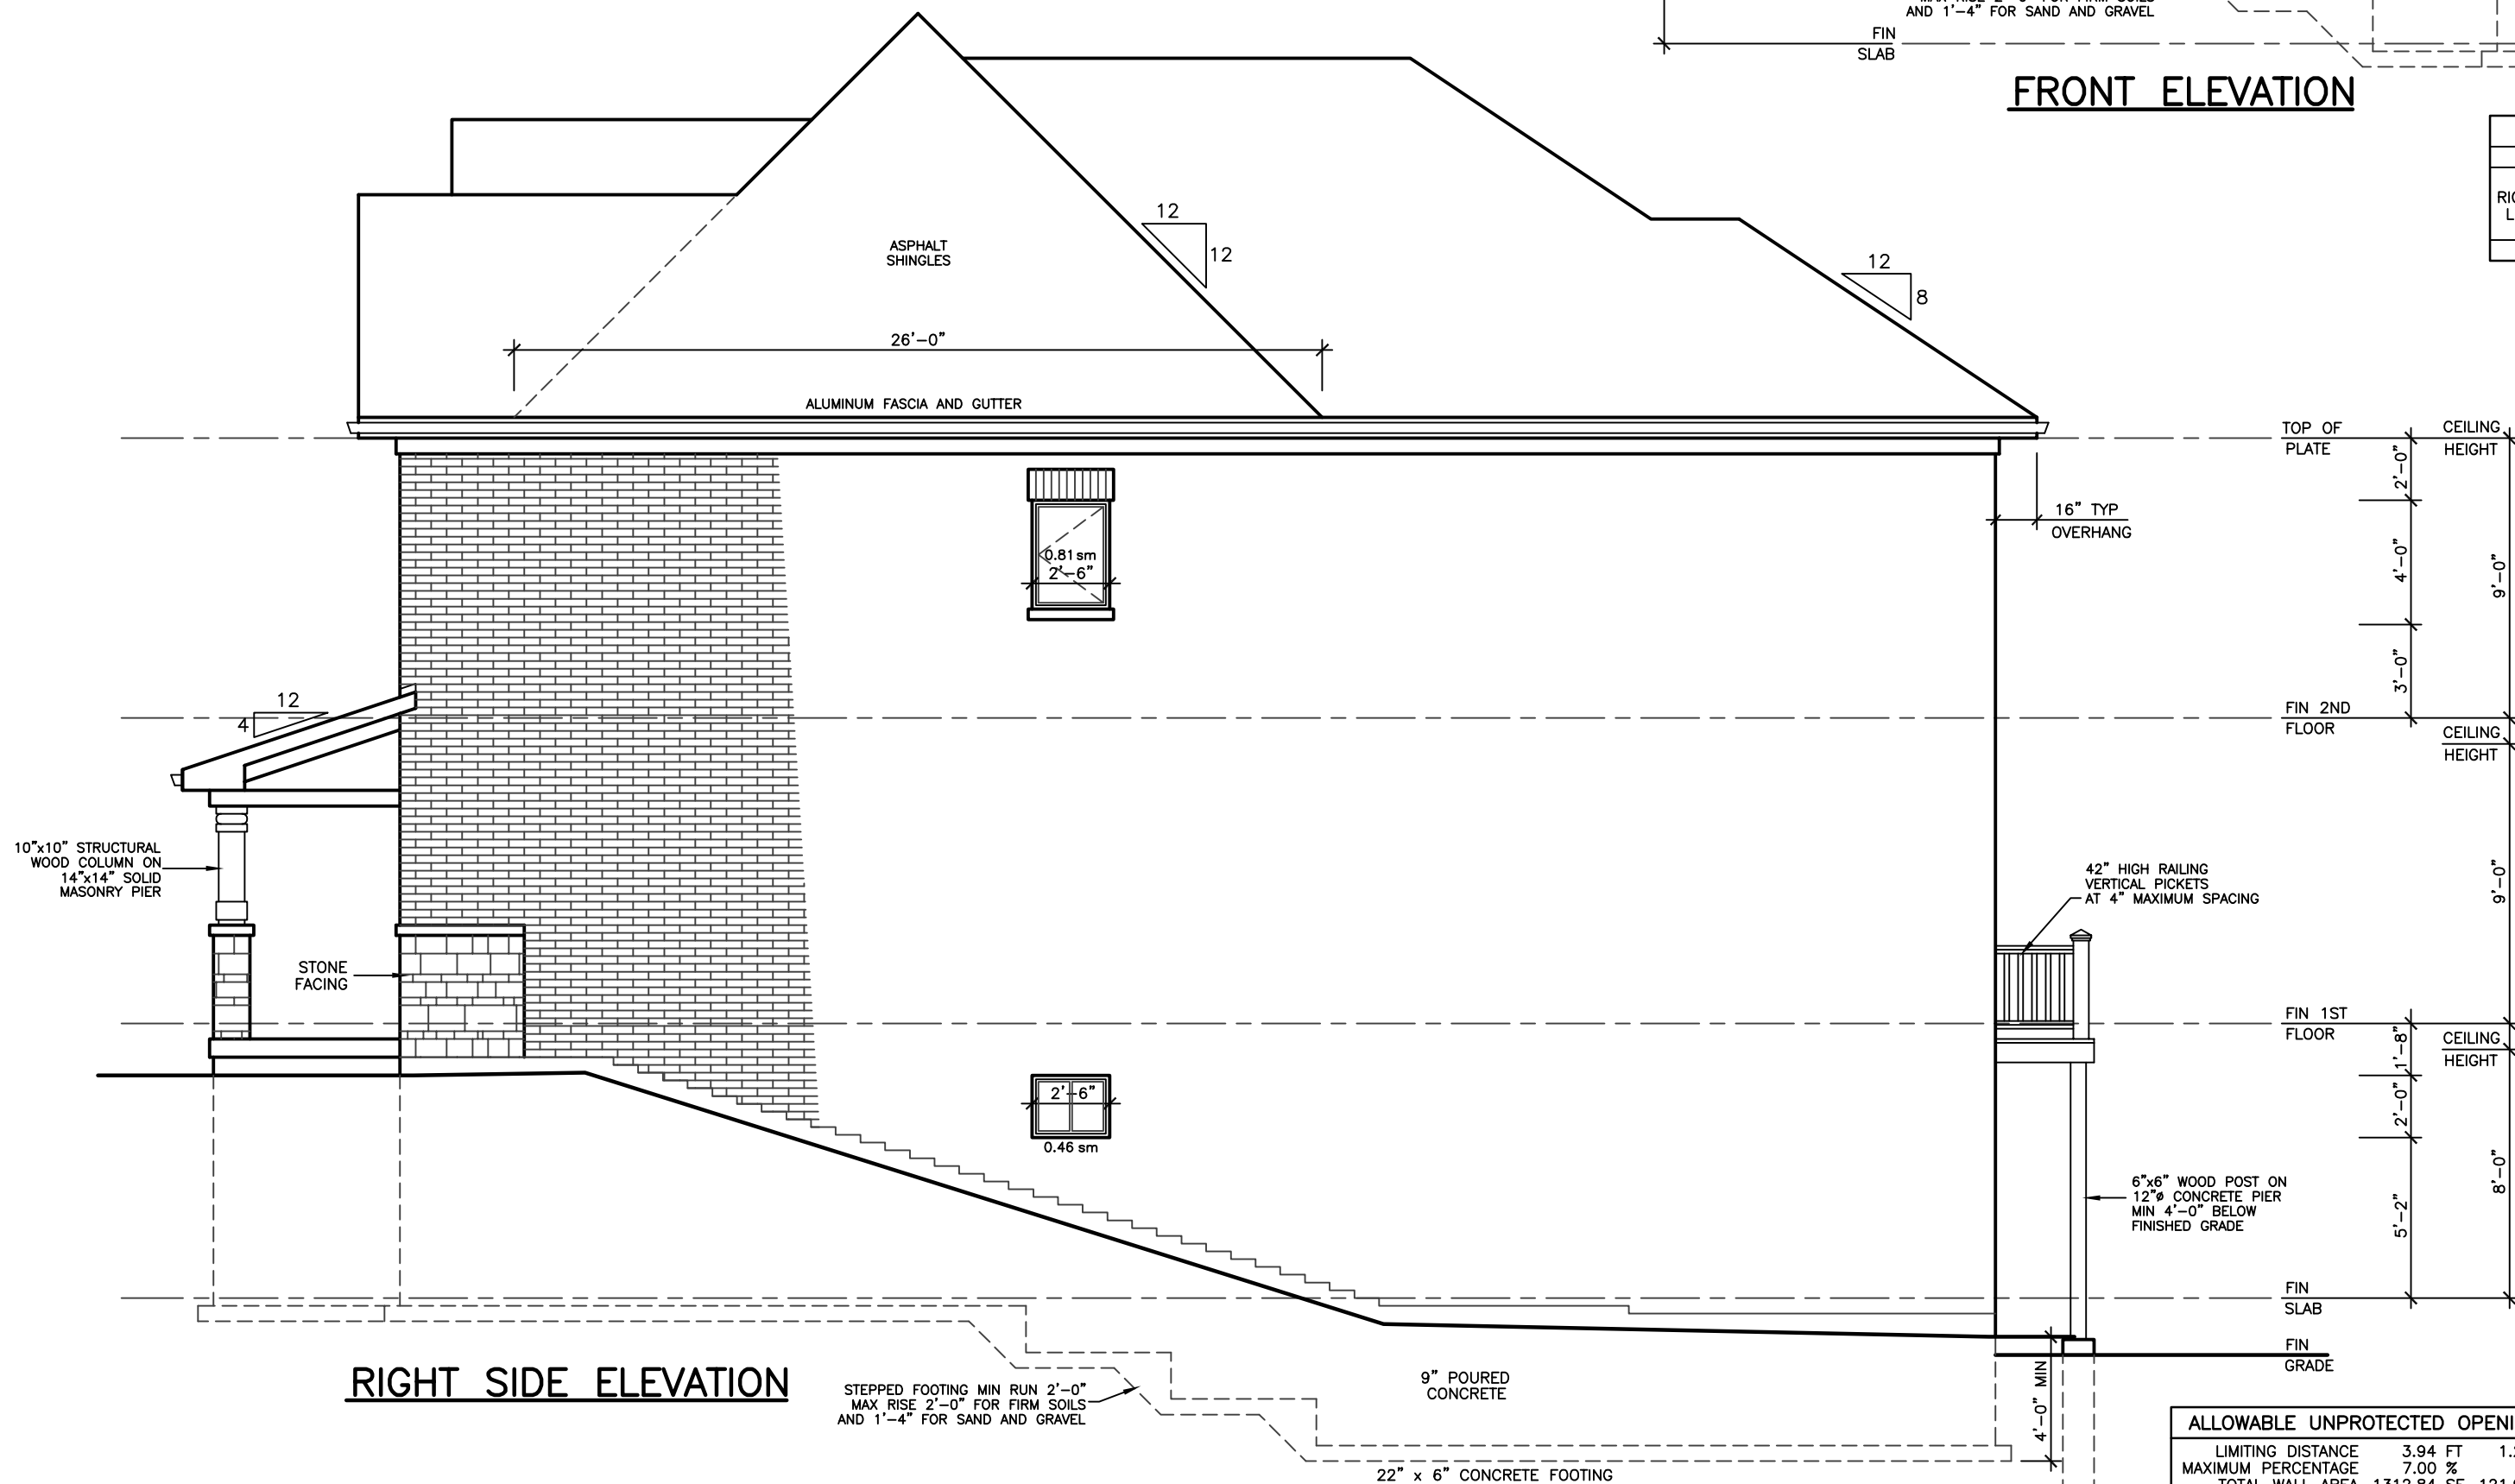 AND 1'-4" FOR SAND AND GRAVEL
FIN
SLAB
FRONT ELEVATION
12
12
ASPHALT
SHINGLES
12
8
26'-0"
ALUMINUM FASCIA AND GUTTER
TOP OF
PLATE
CEILING
HEIGHT
2'-0"
16" TYP
OVERHANG
0.81 sm
2'-6"
4'-0"
9'-0"
3'-0"
12
4
FIN 2ND
FLOOR
CEILING
HEIGHT
10"x10" STRUCTURAL
WOOD COLUMN ON
14"x14" SOLID
MASONRY PIER
42" HIGH RAILING
VERTICAL PICKETS
AT 4" MAXIMUM SPACING
9'-0"
STONE
FACING
FIN 1ST
FLOOR
CEILING
HEIGHT
1'-8"
2'-6"
0.46 sm
2'-0"
6"x6" WOOD POST ON
12"ø CONCRETE PIER
MIN 4'-0" BELOW
FINISHED GRADE
5'-2"
8'-0"
FIN
SLAB
FIN
GRADE
RIGHT SIDE ELEVATION
STEPPED FOOTING MIN RUN 2'-0"
MAX RISE 2'-0" FOR FIRM SOILS
AND 1'-4" FOR SAND AND GRAVEL
9" POURED
CONCRETE
4'-0" MIN
22" x 6" CONCRETE FOOTING
ALLOWABLE UNPROTECTED
LIMITING DISTANCE 3.94 FT
MAXIMUM PERCENTAGE 7.00 %
TOTAL WALL AREA 1312.84 SF